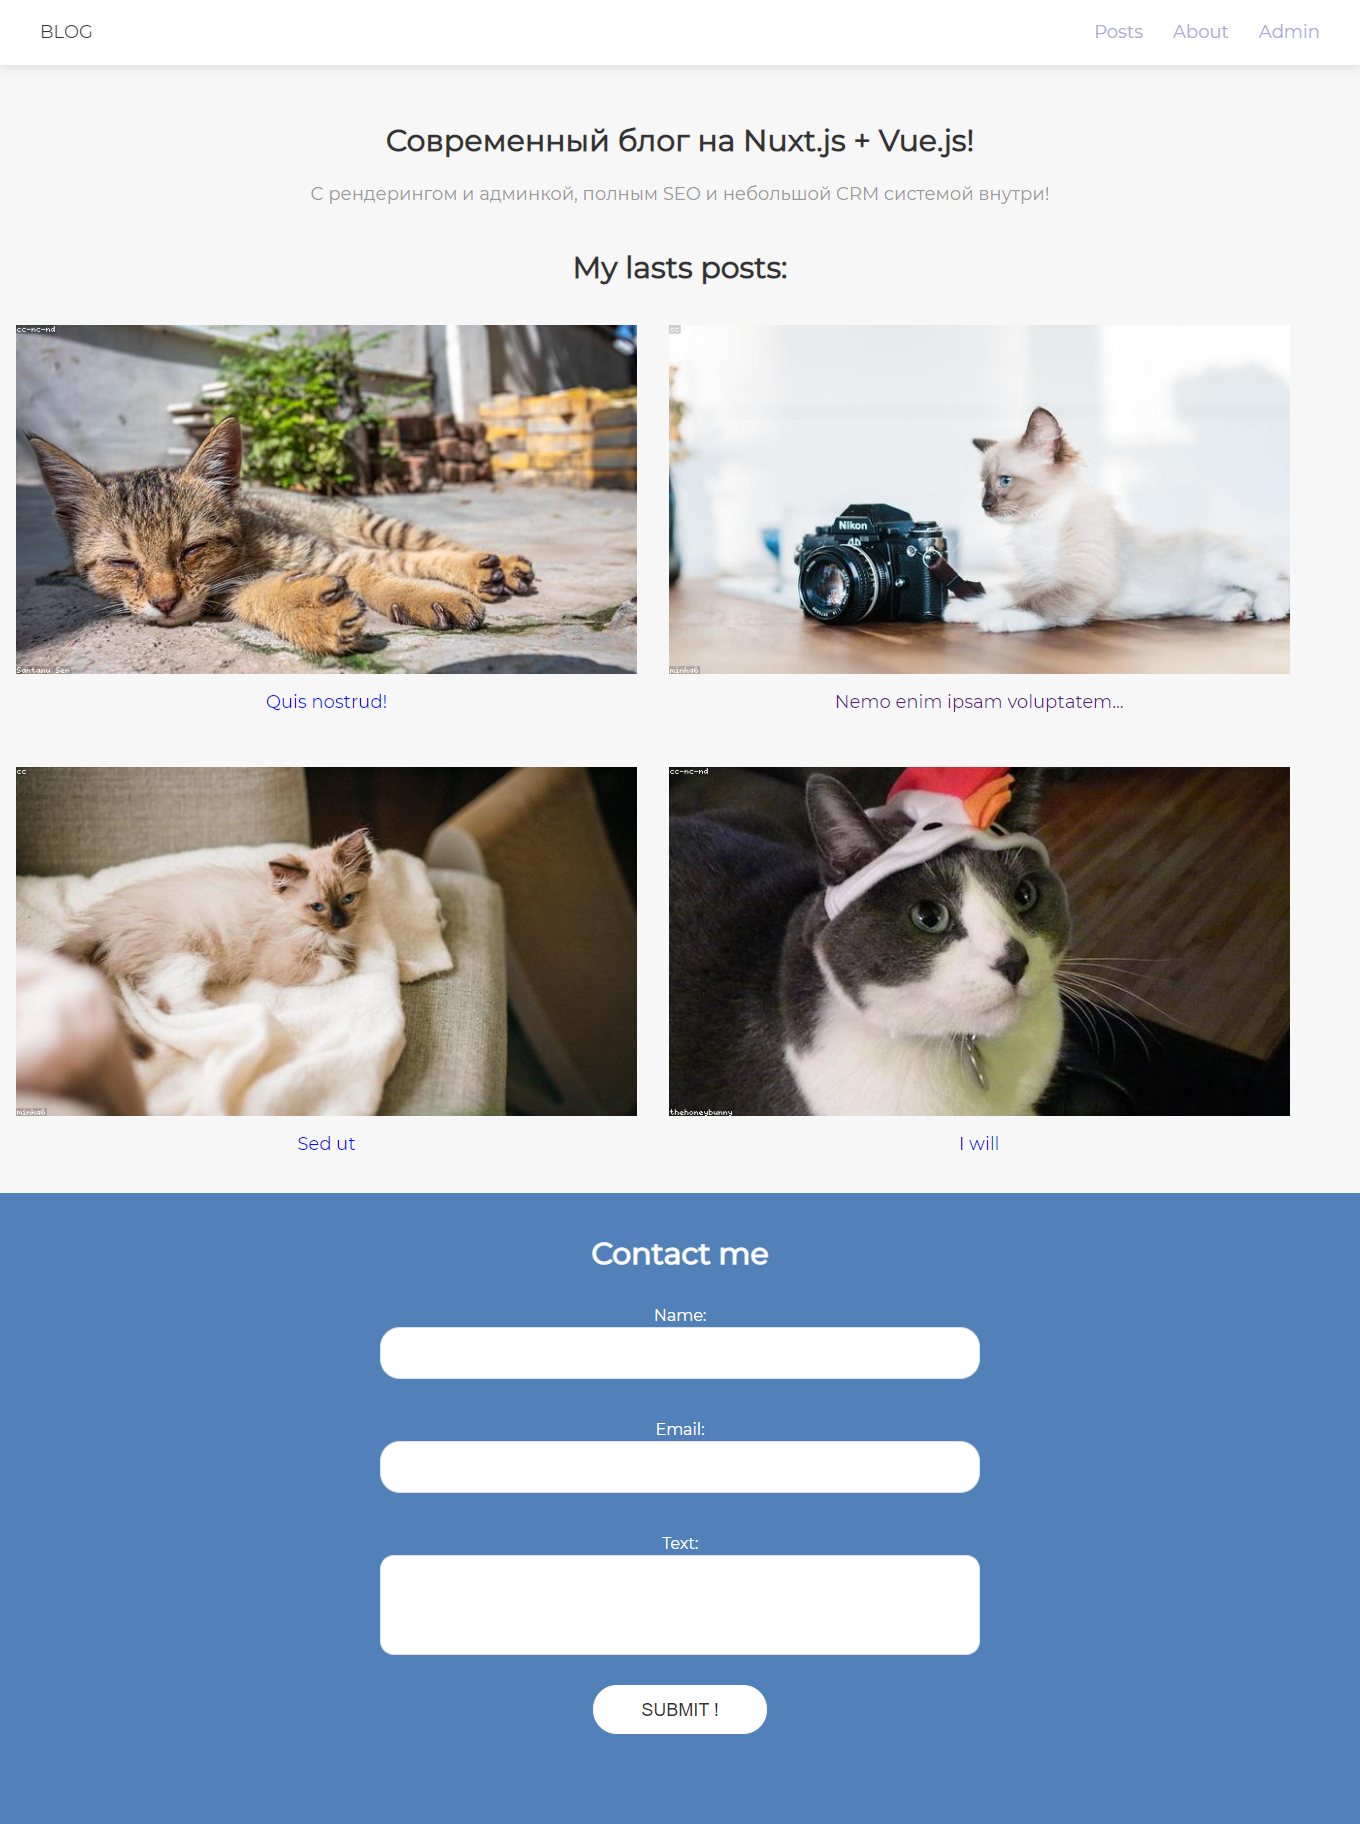 BLOG
Posts About Admin
Современный блог на Nuxt.js + Vue.js!
С рендерингом и админкой, полным SEO и небольшой CRM системой внутри!
My lasts posts:
cc-nc-nd
cc
Nikon
Santanu Sen
minka6
Quis nostrud!
Nemo enim ipsam voluptatem...
cc
cc-nc-nd
minka6
thehoneybunny
Sed ut
I will
Contact me
Name:
Email:
Text:
SUBMIT !